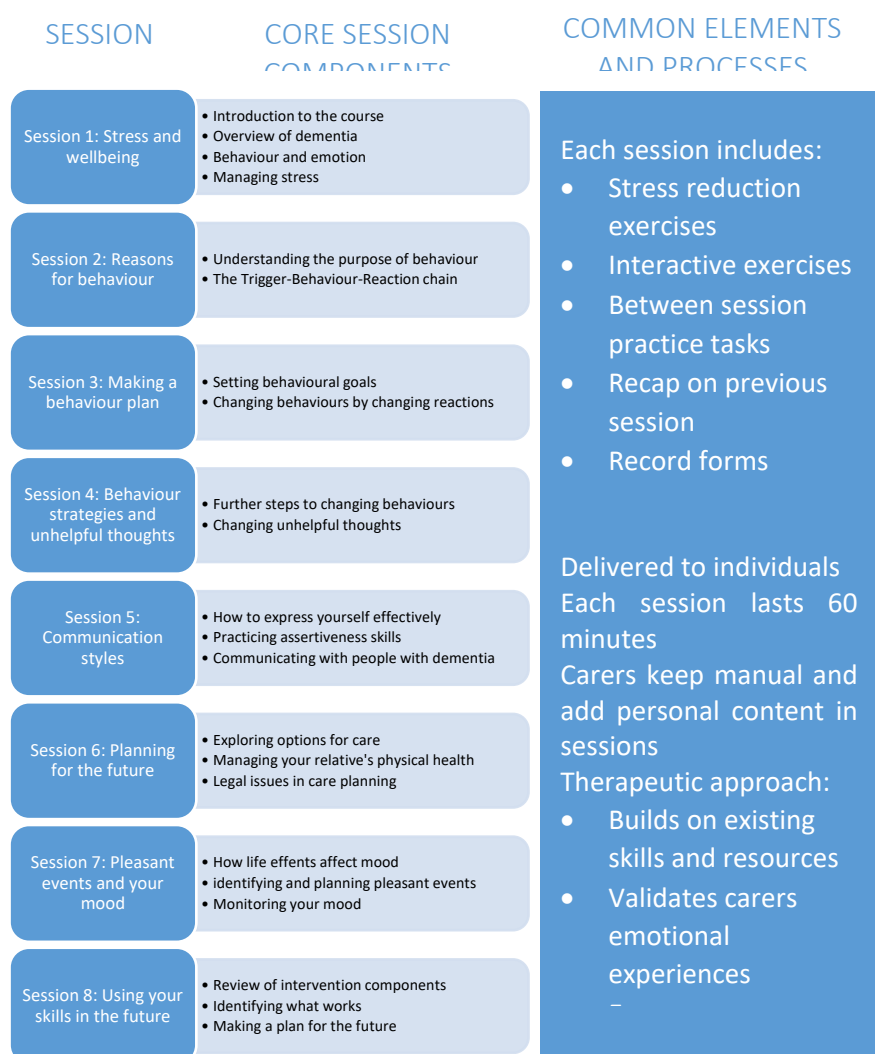 SESSION
CORE SESSION
COMPONENTS
COMMON ELEMENTS
AND PROCESSES
Session 1: Stress and
wellbeing
• Introduction to the course
• Overview of dementia
• Behaviour and emotion
• Managing stress
Session 2: Reasons
for behaviour
• Understanding the purpose of behaviour
• The Trigger-Behaviour-Reaction chain
Session 3: Making a
behaviour plan
• Setting behavioural goals
• Changing behaviours by changing reactions
Session 4: Behaviour
strategies and
unhelpful thoughts
• Further steps to changing behaviours
• Changing unhelpful thoughts
Session 5:
Communication
styles
• How to express yourself effectively
• Practicing assertiveness skills
• Communicating with people with dementia
Session 6: Planning
for the future
• Exploring options for care
• Managing your relative's physical health
• Legal issues in care planning
Session 7: Pleasant
events and your
mood
• How life effents affect mood
• identifying and planning pleasant events
• Monitoring your mood
Session 8: Using your
skills in the future
• Review of intervention components
• Identifying what works
• Making a plan for the future
Each session includes:
• Stress reduction
exercises
• Interactive exercises
• Between session
practice tasks
• Recap on previous
session
• Record forms
Delivered to individuals
Each session lasts 60
minutes
Carers keep manual and
add personal content in
sessions
Therapeutic approach:
• Builds on existing
skills and resources
• Validates carers
emotional
experiences